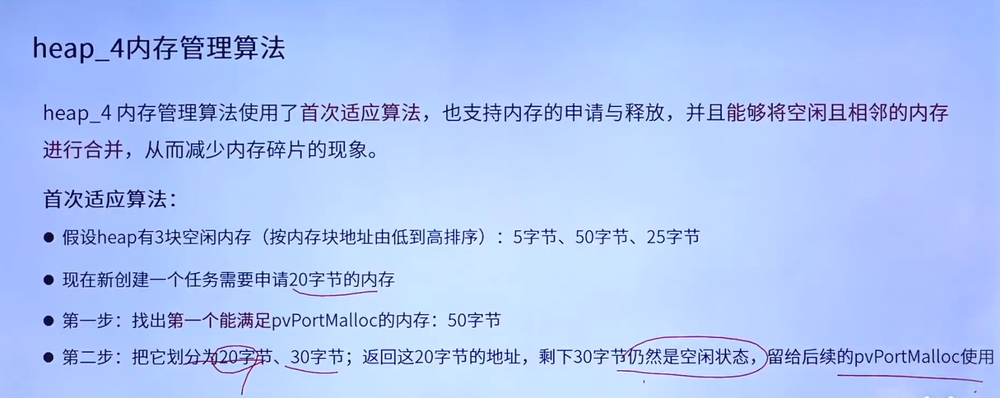 heap_4内存管理算法
heap_4 内存管理算法使用了首次适应算法，也支持内存的申请与释放，并且能够将空闲且相邻的内存
进行合并，从而减少内存碎片的现象。
首次适应算法：
● 假设heap有3块空闲内存（按内存块地址由低到高排序）：5字节、50字节、25字节
● 现在新创建一个任务需要申请20字节的内存
● 第一步：找出第一个能满足pvPortMalloc的内存：50字节
● 第二步：把它划分为20字节、30字节；返回这20字节的地址，剩下30字节仍然是空闲状态，留给后续的pvPortMalloc使用